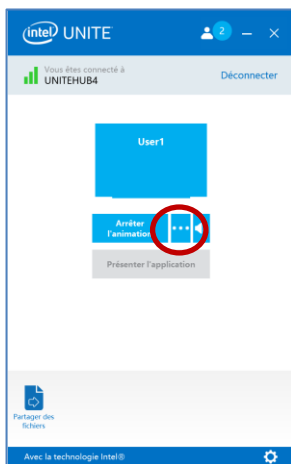 intel UNITE
2
Vous êtes connecté à
UNITEHUB4
Déconnecter
User1
Arrêter
l'animation
Présenter l'application
Partager des
fichiers
Avec la technologie Intel®